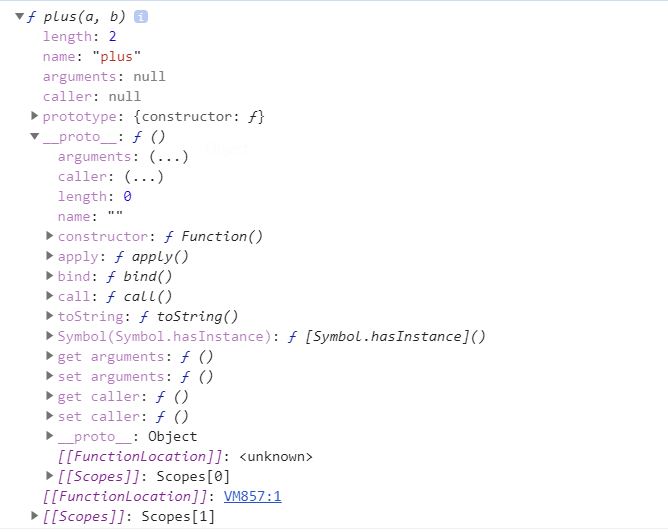 ▼ƒ plus(a, b) i
length: 2
name: "plus"
arguments: null
caller: null
▶prototype: {constructor: ƒ}
▼__proto__: ƒ ()
arguments: (...)
caller: (...)
length: 0
name: ""
▶constructor: ƒ Function()
▶apply: ƒ apply()
▶bind: ƒ bind()
▶call: ƒ call()
▶toString: ƒ toString()
▶Symbol(Symbol.hasInstance): ƒ [Symbol.hasInstance]()
▶get arguments: ƒ ()
▶set arguments: ƒ ()
▶get caller: ƒ ()
▶set caller: ƒ ()
▶__proto__: Object
[[FunctionLocation]]: <unknown>
▶[[Scopes]]: Scopes[0]
[[FunctionLocation]]: VM857:1
▶[[Scopes]]: Scopes[1]